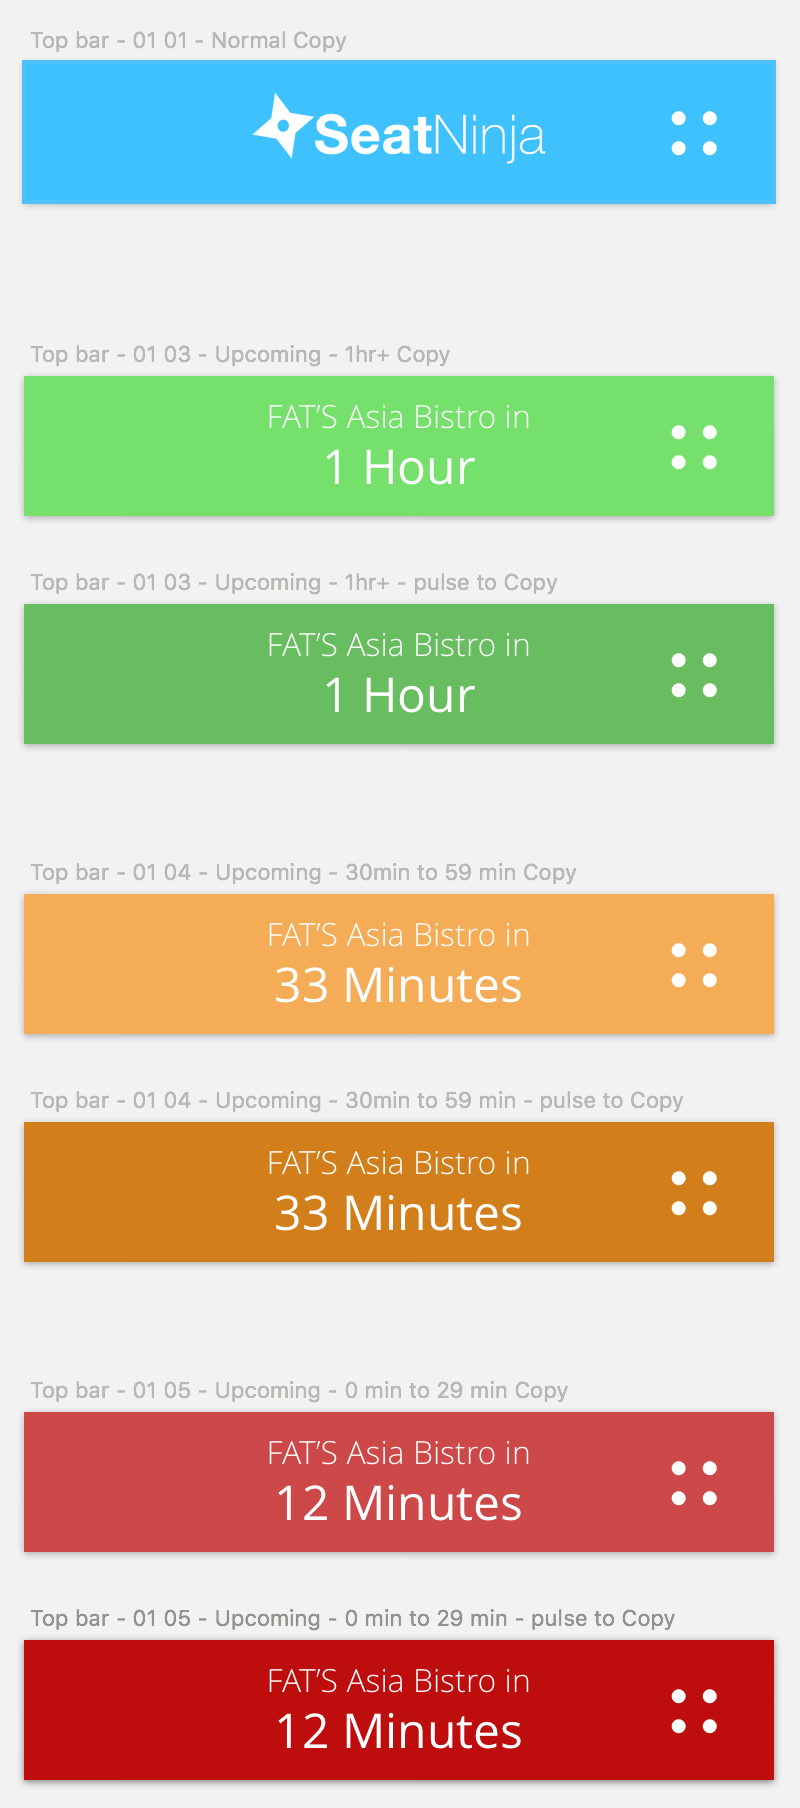 Top bar - 01 01 - Normal Copy
SeatNinja
Top bar - 01 03 - Upcoming - 1hr+ Copy
FAT'S Asia Bistro in
1 Hour
Top bar - 01 03 - Upcoming - 1hr+ - pulse to Copy
FAT'S Asia Bistro in
1 Hour
Top bar - 01 04 - Upcoming - 30min to 59 min Copy
FAT'S Asia Bistro in
33 Minutes
Top bar - 01 04 - Upcoming - 30min to 59 min - pulse to Copy
FAT'S Asia Bistro in
33 Minutes
Top bar - 01 05 - Upcoming - 0 min to 29 min Copy
FAT'S Asia Bistro in
12 Minutes
Top bar - 01 05 - Upcoming - 0 min to 29 min - pulse to Copy
FAT'S Asia Bistro in
12 Minutes